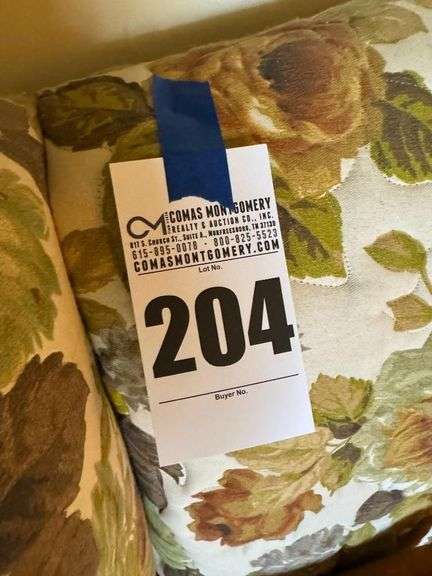 CM COMAS MONTGOMERY
REALTY & AUCTION CO., INC.
811 S. CHURCH ST., SUITE A., MURFREESBORO, TN 37130
615-895-0078 - 800-825-5523
COMASMONTGOMERY.COM
Lot No.
204
Buyer No.